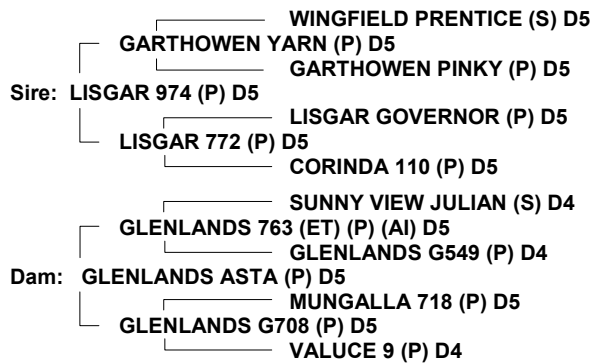 WINGFIELD PRENTICE (S) D5
GARTHOWEN YARN (P) D5
GARTHOWEN PINKY (P) D5
Sire: LISGAR 974 (P) D5
LISGAR GOVERNOR (P) D5
LISGAR 772 (P) D5
CORINDA 110 (P) D5
SUNNY VIEW JULIAN (S) D4
GLENLANDS 763 (ET) (P) (AI) D5
GLENLANDS G549 (P) D4
Dam: GLENLANDS ASTA (P) D5
MUNGALLA 718 (P) D5
GLENLANDS G708 (P) D5
VALUCE 9 (P) D4